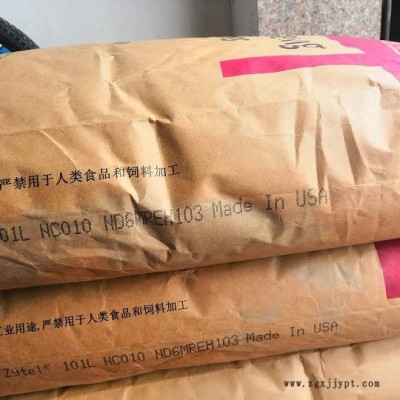 严禁用于人类食品和饲料加工
101L NC010 ND6MREH103 Made In USA
工业用途,严禁用于人类食品和饲料加工
Zytel® 101L NC010 ND6MREH103 Made In USA
www.zgxjjypt.com